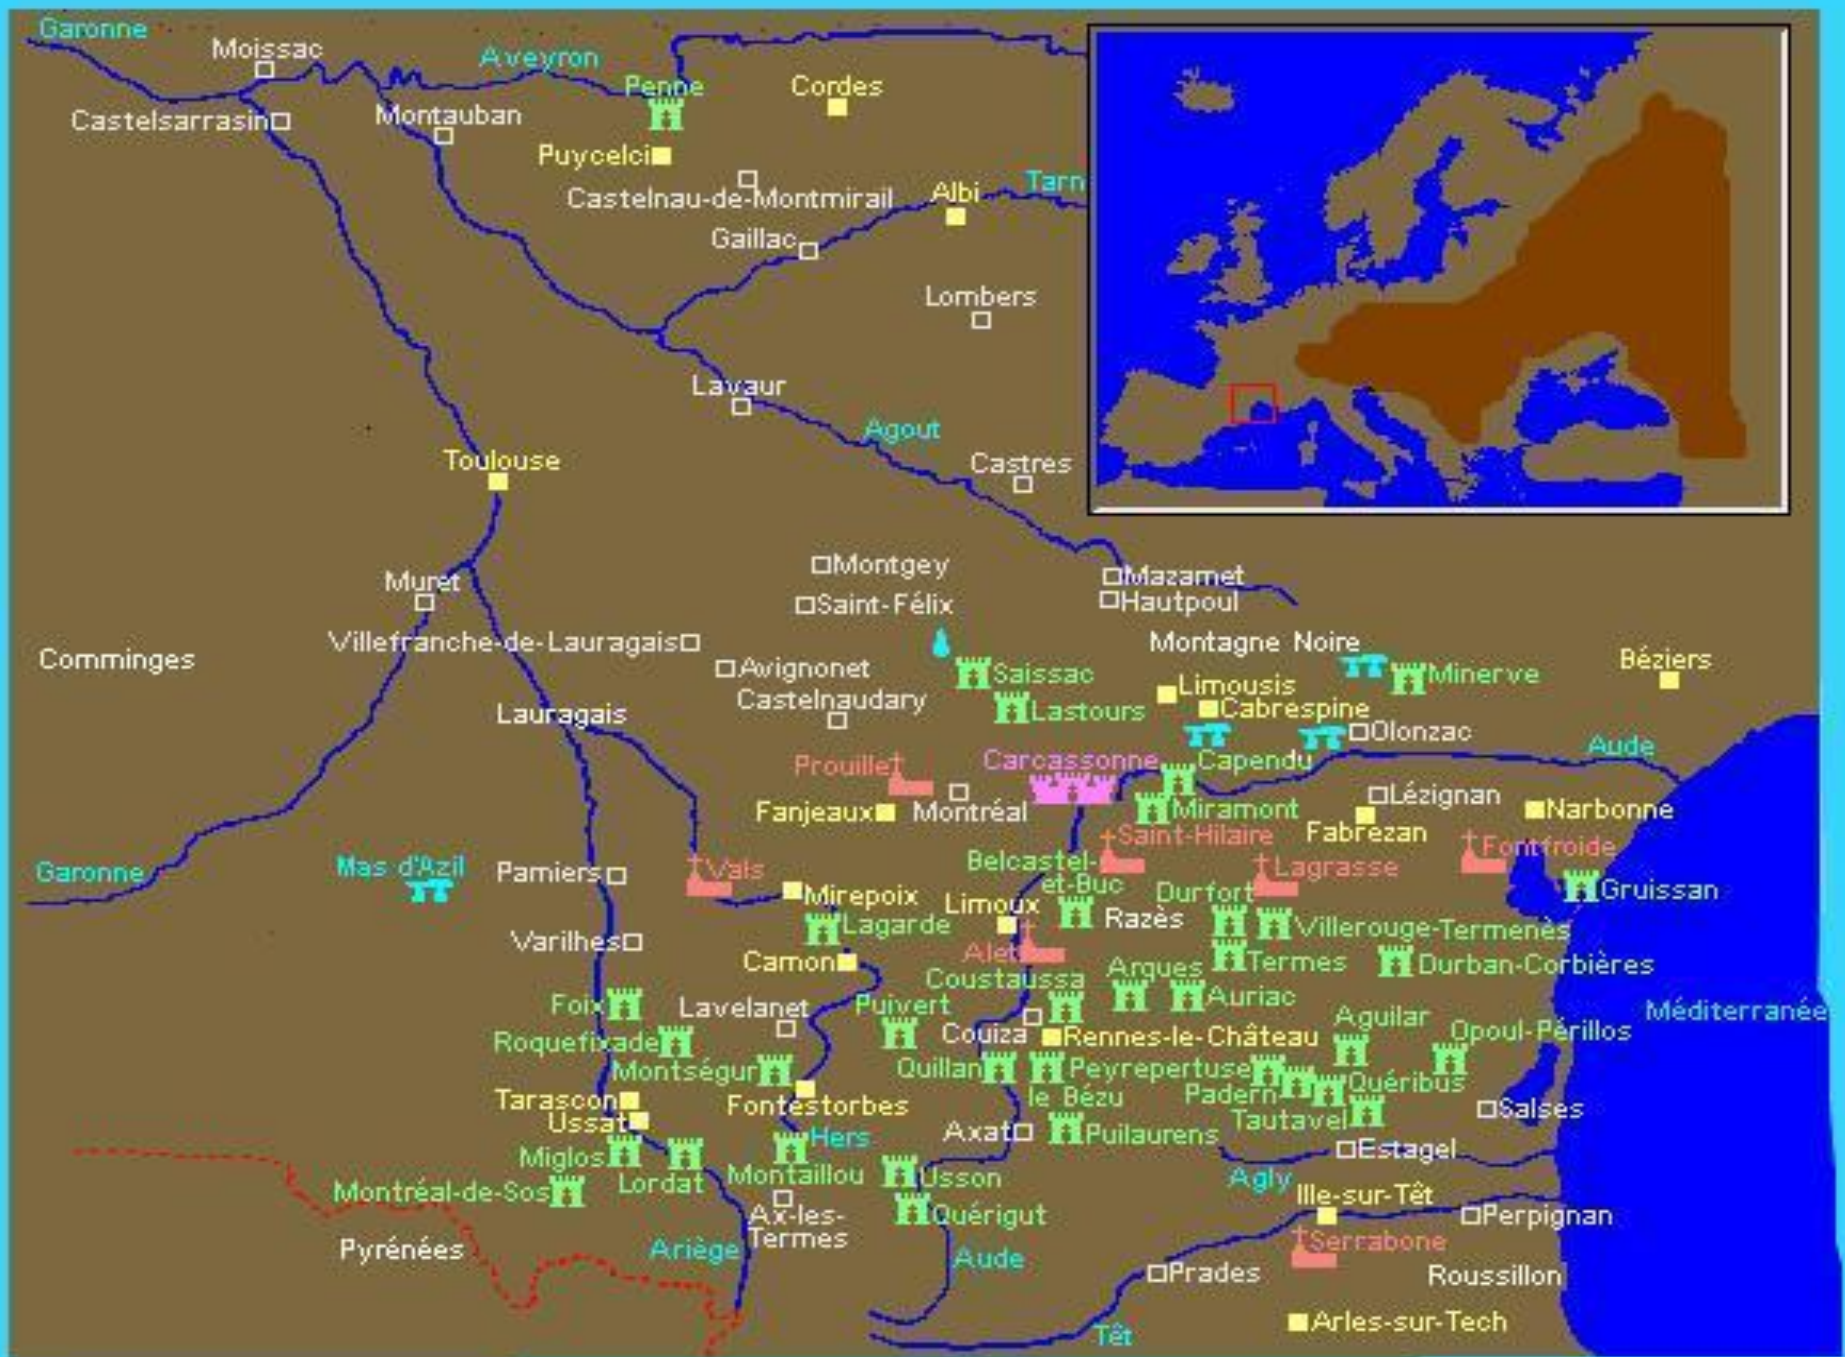 Garonne
Moissac
Aveyron
Penne
Cordes
Castelsarrasin
Montauban
Puycelci
Castelnau-de-Montmirail
Albi
Tarn
Gaillac
Lombers
Lavaur
Agout
Toulouse
Castres
Montgey
Muret
Mazamet
Saint-Félix
Hautpoul
Villefranche-de-Lauragais
Montagne Noire
Comminges
Avignonet
Saissac
Minerve
Béziers
Castelnaudary
Limousis
Lauragais
Lastours
Cabrespine
Olonzac
Prouille
Carcassonne
Capendu
Aude
Fanjeaux
Montréal
Miramont
Lézignan
Narbonne
Saint-Hilaire
Fabrezan
Fontfroide
Garonne
Mas d'Azil
Pamiers
Vals
Belcastel-
et-Buc
Lagrasse
Mirepoix
Limoux
Razès
Durfort
Gruissan
Lagarde
Villerouge-Termenès
Varilhes
Alet
Camon
Coustaussa
Arques
Termes
Durban-Corbières
Foix
Lavelanet
Puivert
Auriac
Méditerranée
Roquefixade
Couiza
Rennes-le-Château
Aguilar
Opoul-Périllos
Montségur
Quillan
Peyrepertuse
Quéribus
Tarascon
Fontestorbes
le Bézu
Padern
Salses
Ussat
Hers
Axat
Puilaurens
Tautavel
Estagel
Miglos
Lordat
Montaillou
Usson
Agly
Montréal-de-Sos
Ille-sur-Têt
Ax-les-
Termes
Quérigut
Perpignan
Pyrénées
Ariège
Aude
Serrabone
Prades
Roussillon
Têt
Arles-sur-Tech